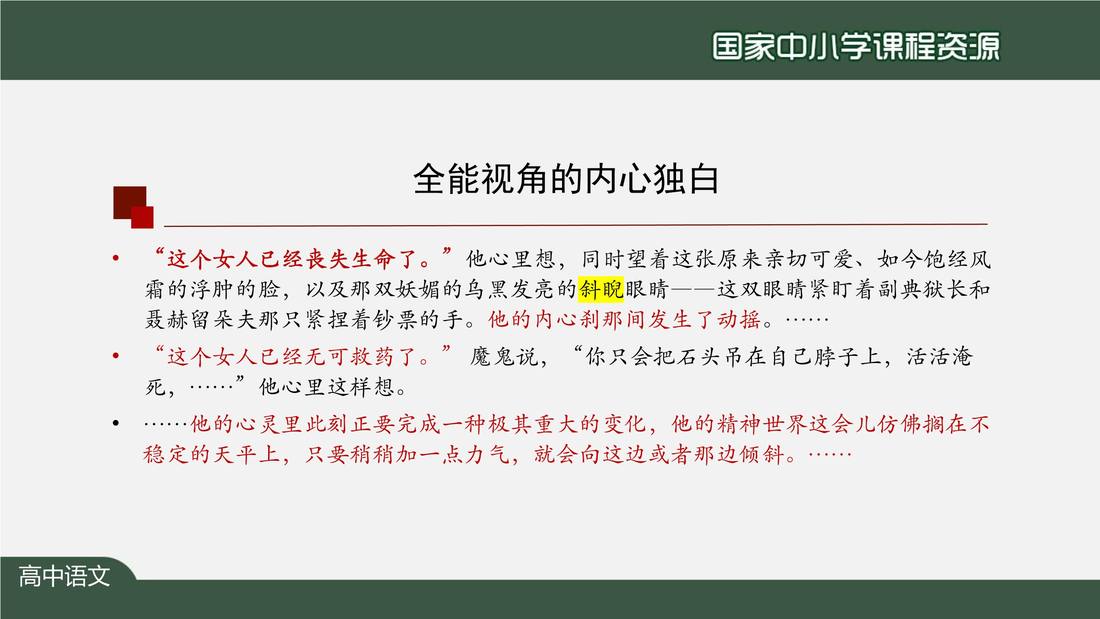 国家中小学课程资源
全能视角的内心独白
• “这个女人已经丧失生命了。”他心里想，同时望着这张原来亲切可爱、如今饱经风
霜的浮肿的脸，以及那双妖媚的乌黑发亮的斜睨眼睛——这双眼睛紧盯着副典狱长和
聂赫留朵夫那只紧捏着钞票的手。他的内心刹那间发生了动摇。……
• “这个女人已经无可救药了。” 魔鬼说，“你只会把石头吊在自己脖子上，活活淹
死，……”他心里这样想。
• ……他的心灵里此刻正要完成一种极其重大的变化，他的精神世界这会儿仿佛搁在不
稳定的天平上，只要稍稍加一点力气，就会向这边或者那边倾斜。……
高中语文